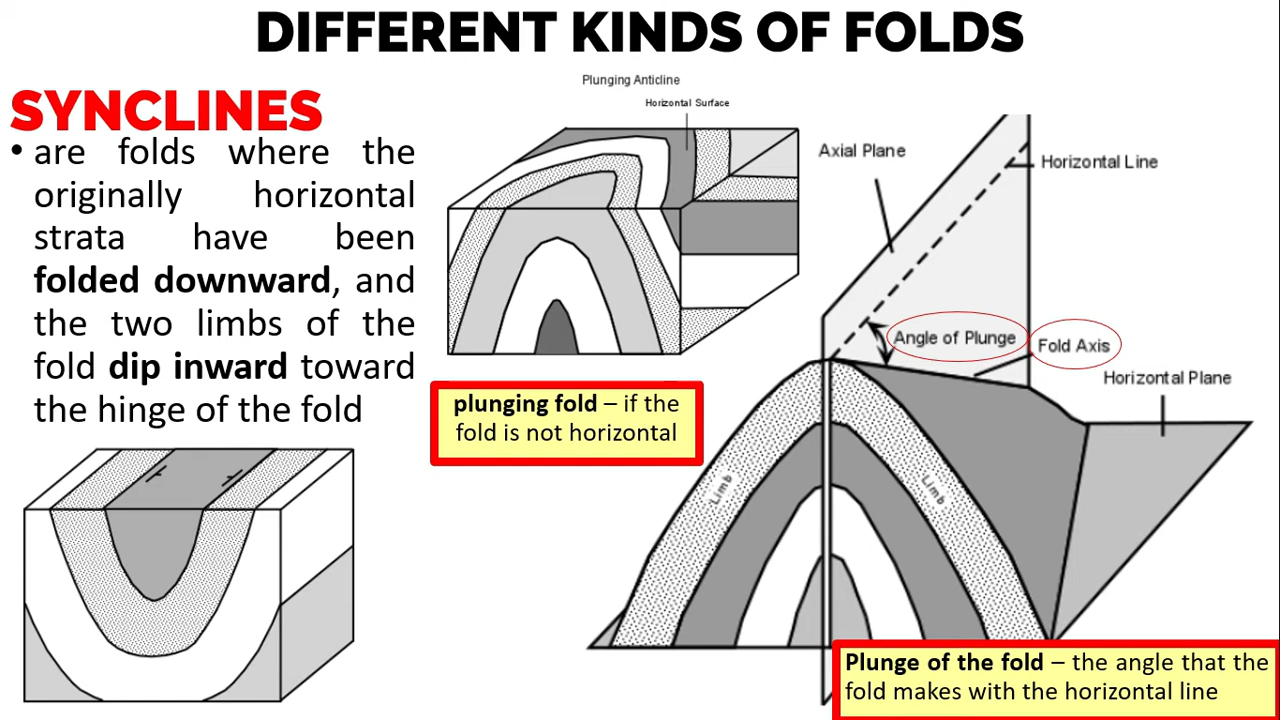 DIFFERENT KINDS OF FOLDS
SYNCLINES
• are folds where the
originally horizontal
strata have been
folded downward, and
the two limbs of the
fold dip inward toward
the hinge of the fold
Plunging Anticline
Horizontal Surface
plunging fold – if the
fold is not horizontal
Axial Plane
Horizontal Line
Angle of Plunge
Fold Axis
Horizontal Plane
Limb
Limb
Plunge of the fold – the angle that the
fold makes with the horizontal line